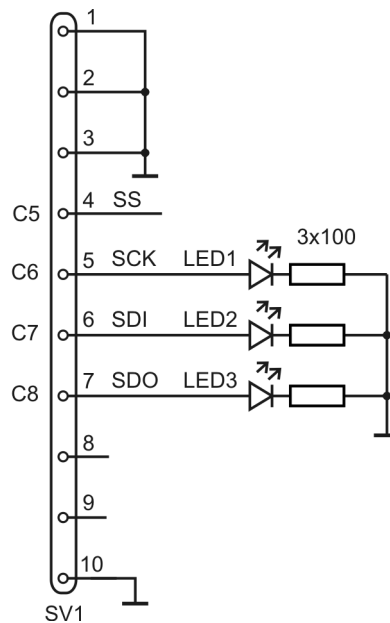 1
2
3
C5 4 SS
3x100
C6 5 SCK LED1
C7 6 SDI LED2
C8 7 SDO LED3
8
9
10
SV1